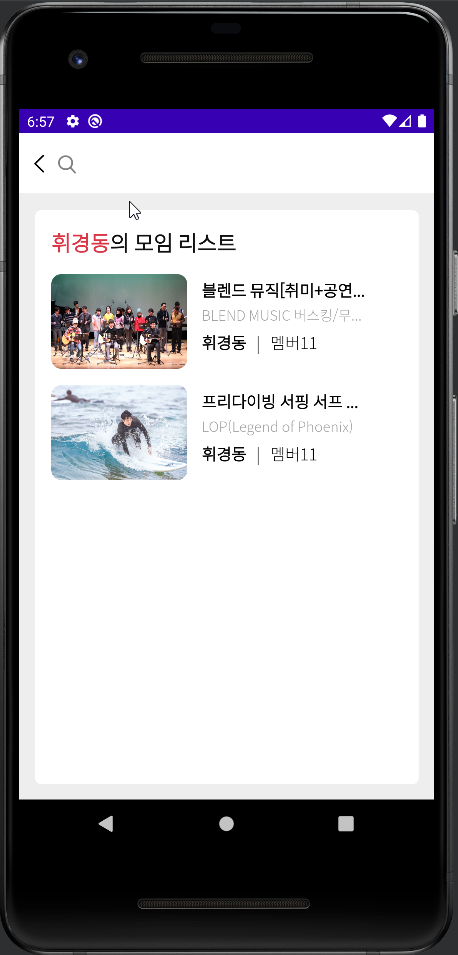 6:57
휘경동의 모임 리스트
블렌드 뮤직[취미+공연...
BLEND MUSIC 버스킹/무...
휘경동 | 멤버11
프리다이빙 서핑 서프 ...
LOP(Legend of Phoenix)
휘경동 | 멤버11